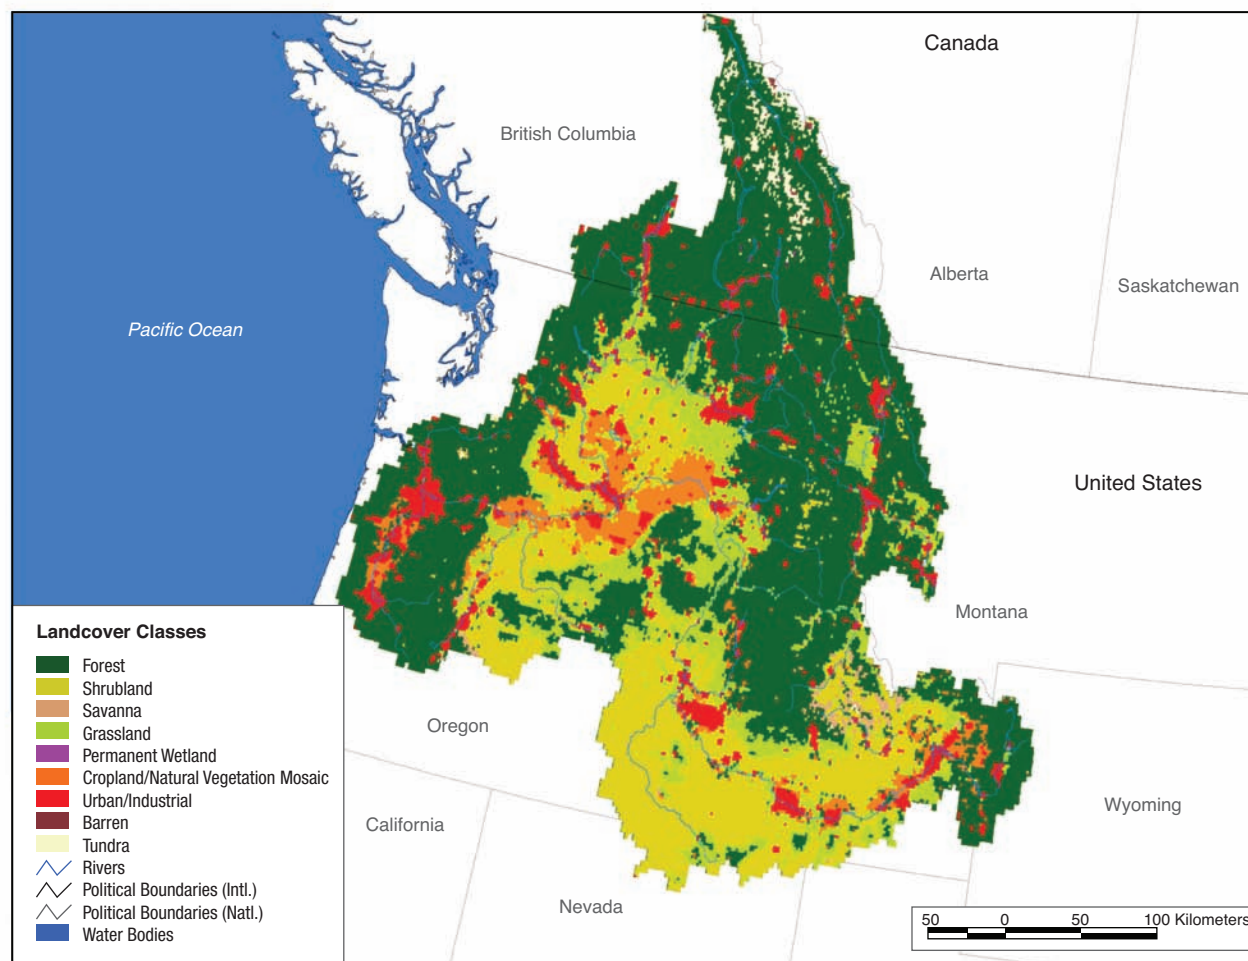 Canada
British Columbia
Alberta
Saskatchewan
Pacific Ocean
United States
Montana
Oregon
Wyoming
California
Nevada
Landcover Classes
Forest
Shrubland
Savanna
Grassland
Permanent Wetland
Cropland/Natural Vegetation Mosaic
Urban/Industrial
Barren
Tundra
Rivers
Political Boundaries (Intl.)
Political Boundaries (Natl.)
Water Bodies
50 0 50 100 Kilometers